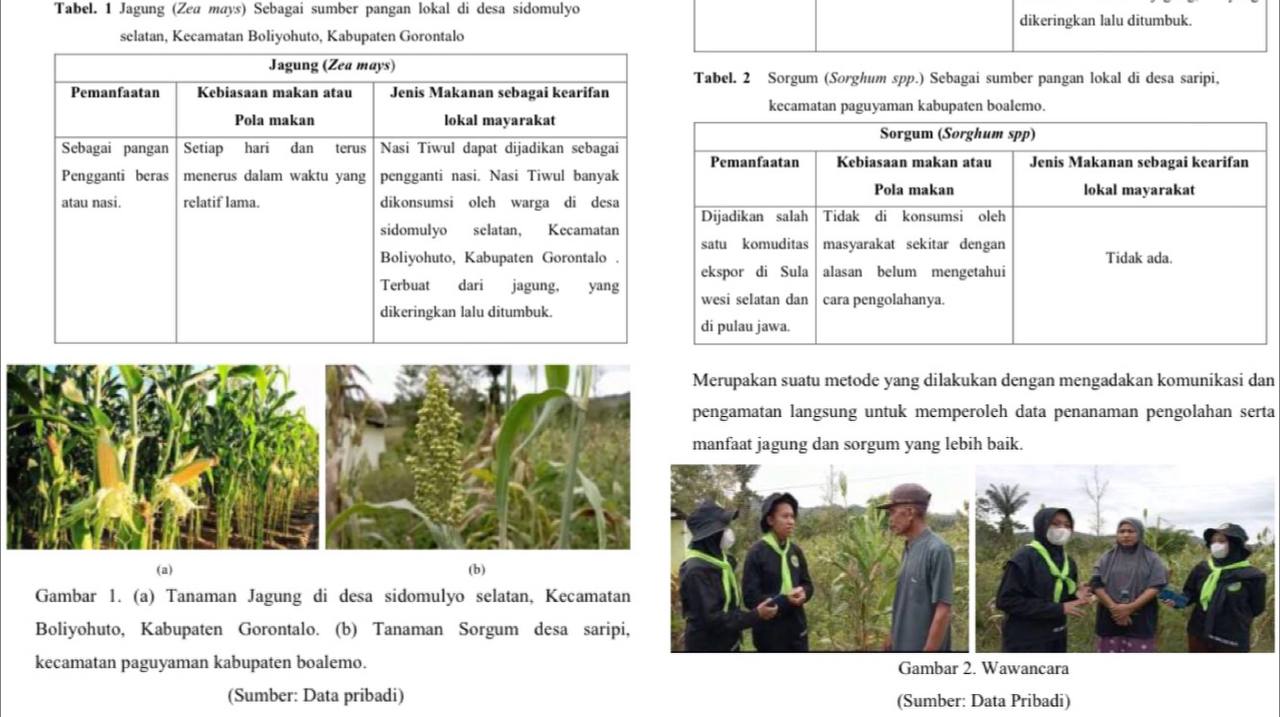 Tabel. 1 Jagung (Zea mays) Sebagai sumber pangan lokal di desa sidomulyo
selatan, Kecamatan Boliyohuto, Kabupaten Gorontalo
Jagung (Zea mays)
Pemanfaatan
Kebiasaan makan atau
Pola makan
Jenis Makanan sebagai kearifan
lokal mayarakat
Sebagai pangan
Pengganti beras
atau nasi.
Setiap hari dan terus
menerus dalam waktu yang
relatif lama.
Nasi Tiwul dapat dijadikan sebagai
pengganti nasi. Nasi Tiwul banyak
dikonsumsi oleh warga di desa
sidomulyo selatan, Kecamatan
Boliyohuto, Kabupaten Gorontalo .
Terbuat dari jagung, yang
dikeringkan lalu ditumbuk.
(a)
(b)
Gambar 1. (a) Tanaman Jagung di desa sidomulyo selatan, Kecamatan
Boliyohuto, Kabupaten Gorontalo. (b) Tanaman Sorgum desa saripi,
kecamatan paguyaman kabupaten boalemo.
(Sumber: Data pribadi)
dikeringkan lalu ditumbuk.
Tabel. 2 Sorgum (Sorghum spp.) Sebagai sumber pangan lokal di desa saripi,
kecamatan paguyaman kabupaten boalemo.
Sorgum (Sorghum spp)
Pemanfaatan
Kebiasaan makan atau
Pola makan
Jenis Makanan sebagai kearifan
lokal mayarakat
Dijadikan salah
satu komuditas
ekspor di Sula
wesi selatan dan
di pulau jawa.
Tidak di konsumsi oleh
masyarakat sekitar dengan
alasan belum mengetahui
cara pengolahanya.
Tidak ada.
Merupakan suatu metode yang dilakukan dengan mengadakan komunikasi dan
pengamatan langsung untuk memperoleh data penanaman pengolahan serta
manfaat jagung dan sorgum yang lebih baik.
Gambar 2. Wawancara
(Sumber: Data Pribadi)